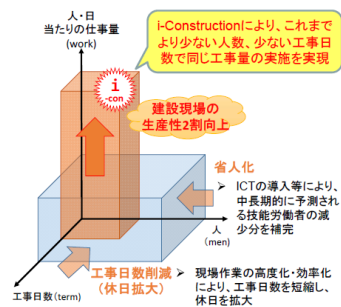 人・日
当たりの仕事量
(work)
i-Constructionにより、これまで
より少ない人数、少ない工事日
数で同じ工事量の実施を実現
i
-con
建設現場の
生産性2割向上
省人化
➢ ICTの導入等により、
中長期的に予測され
る技能労働者の減
少分を補完
人
(men)
工事日数削減
(休日拡大)
➢ 現場作業の高度化・効率化
により、工事日数を短縮し、
休日を拡大
工事日数(term)